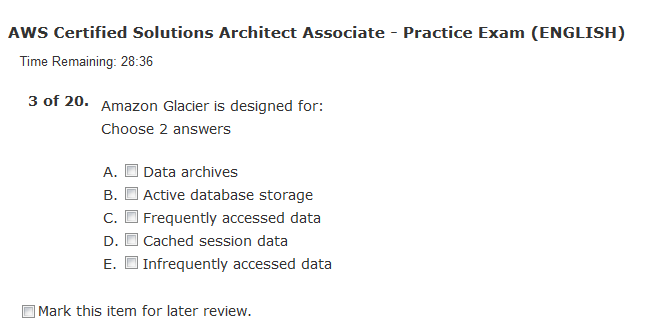 AWS Certified Solutions Architect Associate - Practice Exam (ENGLISH)
Time Remaining: 28:36
3 of 20. Amazon Glacier is designed for:
Choose 2 answers
A. Data archives
B. Active database storage
C. Frequently accessed data
D. Cached session data
E. Infrequently accessed data
Mark this item for later review.